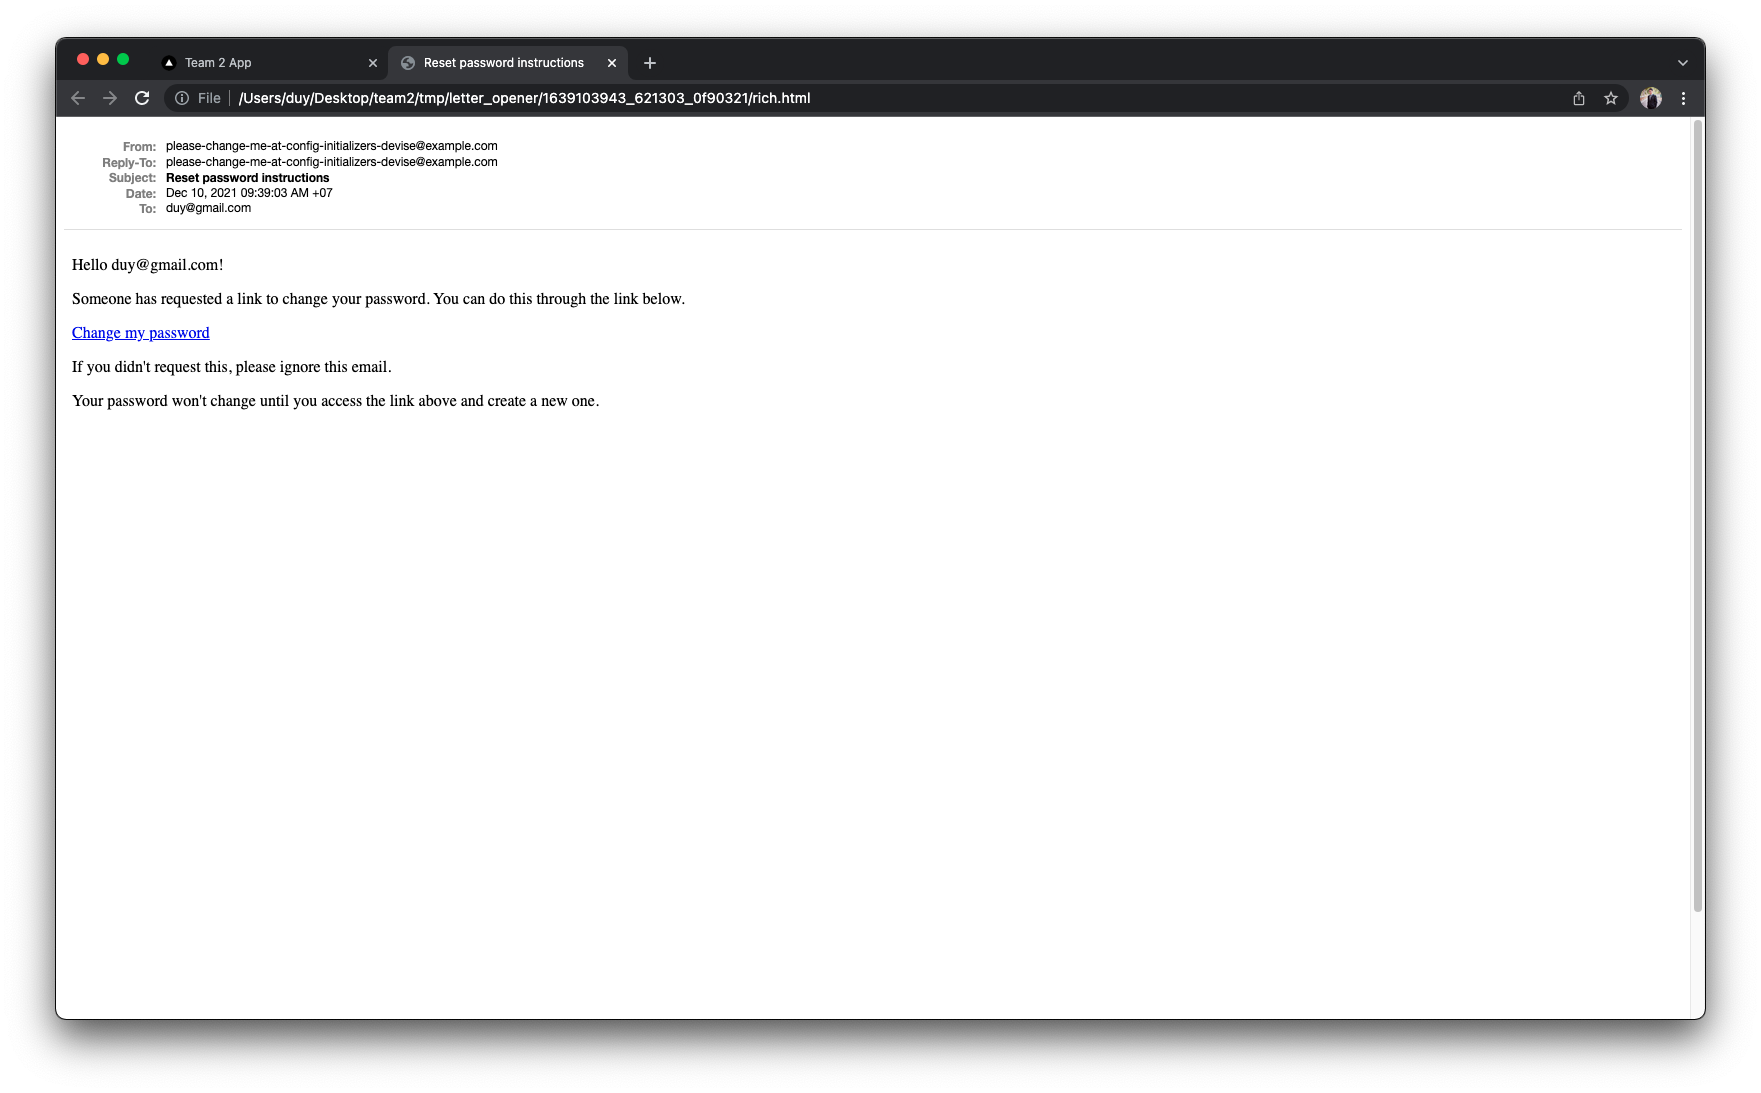 Team 2 App
Reset password instructions
File
/Users/duy/Desktop/team2/tmp/letter_opener/1639103943_621303_0f90321/rich.html
From: please-change-me-at-config-initializers-devise@example.com
Reply-To: please-change-me-at-config-initializers-devise@example.com
Subject: Reset password instructions
Date: Dec 10, 2021 09:39:03 AM +07
To: duy@gmail.com
Hello duy@gmail.com!
Someone has requested a link to change your password. You can do this through the link below.
Change my password
If you didn't request this, please ignore this email.
Your password won't change until you access the link above and create a new one.